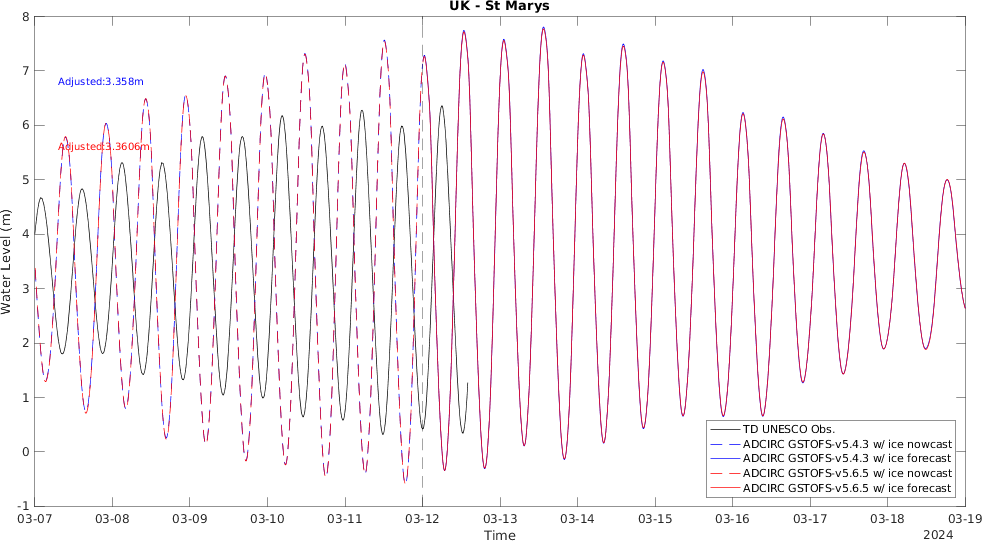 UK - St Marys
8
7
6
5
4
3
2
1
0
-1
Water Level (m)
Adjusted:3.358m
Adjusted:3.3606m
TD UNESCO Obs.
ADCIRC GSTOFS-v5.4.3 w/ ice nowcast
ADCIRC GSTOFS-v5.4.3 w/ ice forecast
ADCIRC GSTOFS-v5.6.5 w/ ice nowcast
ADCIRC GSTOFS-v5.6.5 w/ ice forecast
03-07 03-08 03-09 03-10 03-11 03-12 03-13 03-14 03-15 03-16 03-17 03-18 03-19
Time
2024